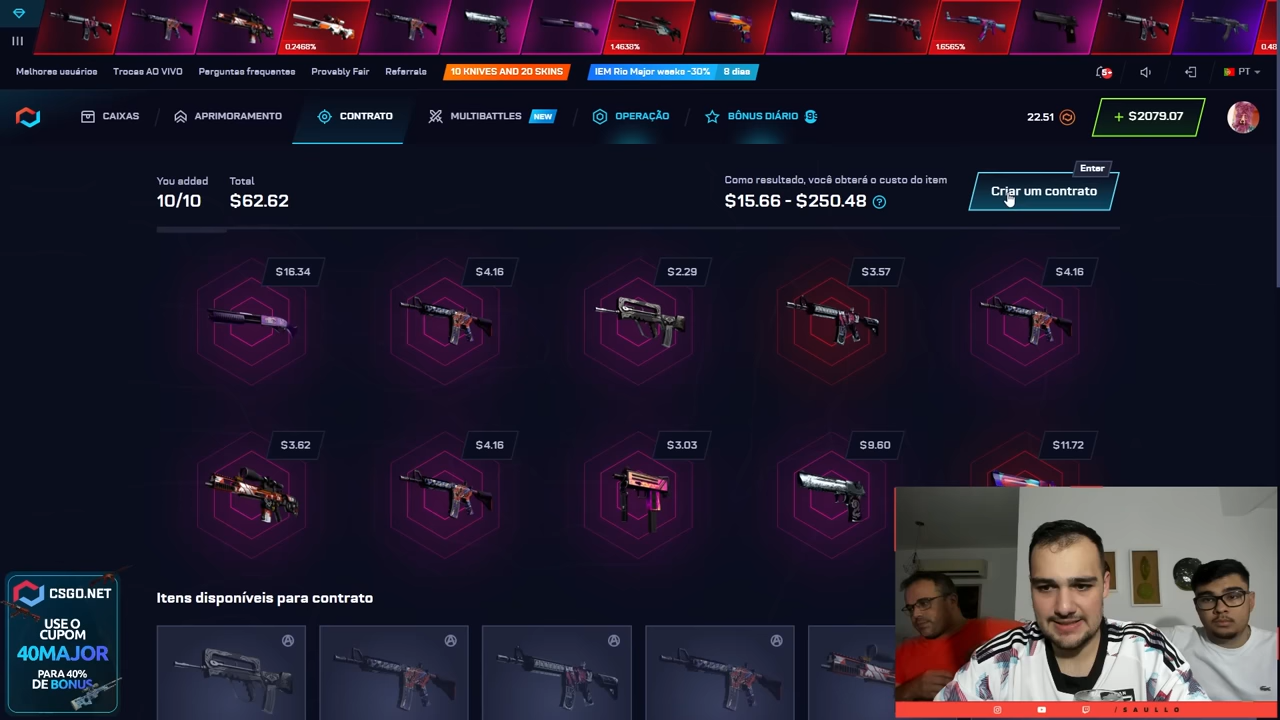 0.2468%
1.4638%
1.6565%
0.48
Melhores usuários
Trocas AO VIVO
Perguntas frequentes
Provably Fair
Referrals
10 KNIVES AND 20 SKINS
IEM Rio Major weeks -30%
8 dias
5+
PT
CAIXAS
APRIMORAMENTO
CONTRATO
MULTIBATTLES
NEW
OPERAÇÃO
BÔNUS DIÁRIO
22.51
+ $2079.07
You added
10/10
Total
$62.62
Como resultado, você obterá o custo do item
$15.66 - $250.48
?
Enter
Criar um contrato
$16.34
$4.16
$2.29
$3.57
$4.16
$3.62
$4.16
$3.03
$9.60
$11.72
Itens disponíveis para contrato
CSGO.NET
USE O
CUPOM
40MAJOR
PARA 40%
DE BONUS
/SAULLO